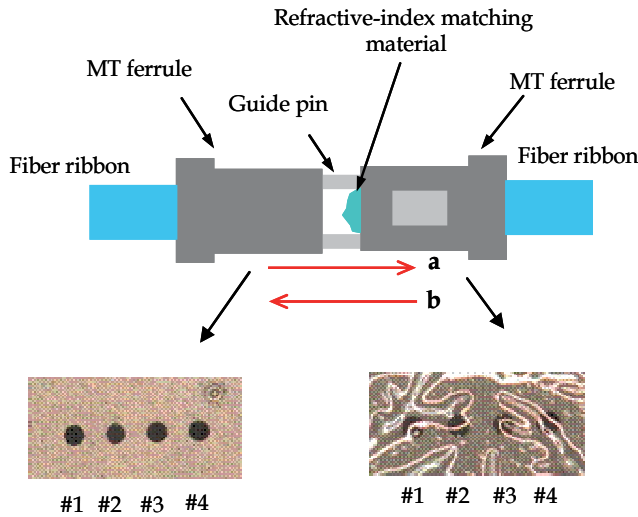 Refractive-index matching
material
MT ferrule
MT ferrule
Guide pin
Fiber ribbon
Fiber ribbon
a
b
#1 #2 #3 #4
#1 #2 #3 #4